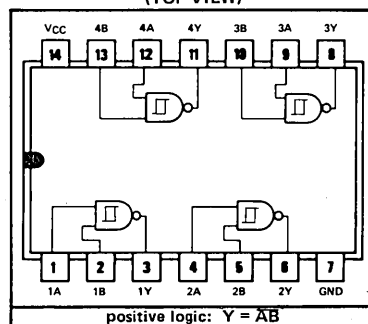 (TOP VIEW)
VCC 4B 4A 4Y 3B 3A 3Y
14 13 12 11 10 9 8
1 2 3 4 5 6 7
1A 1B 1Y 2A 2B 2Y GND
positive logic: Y = A̅B̅